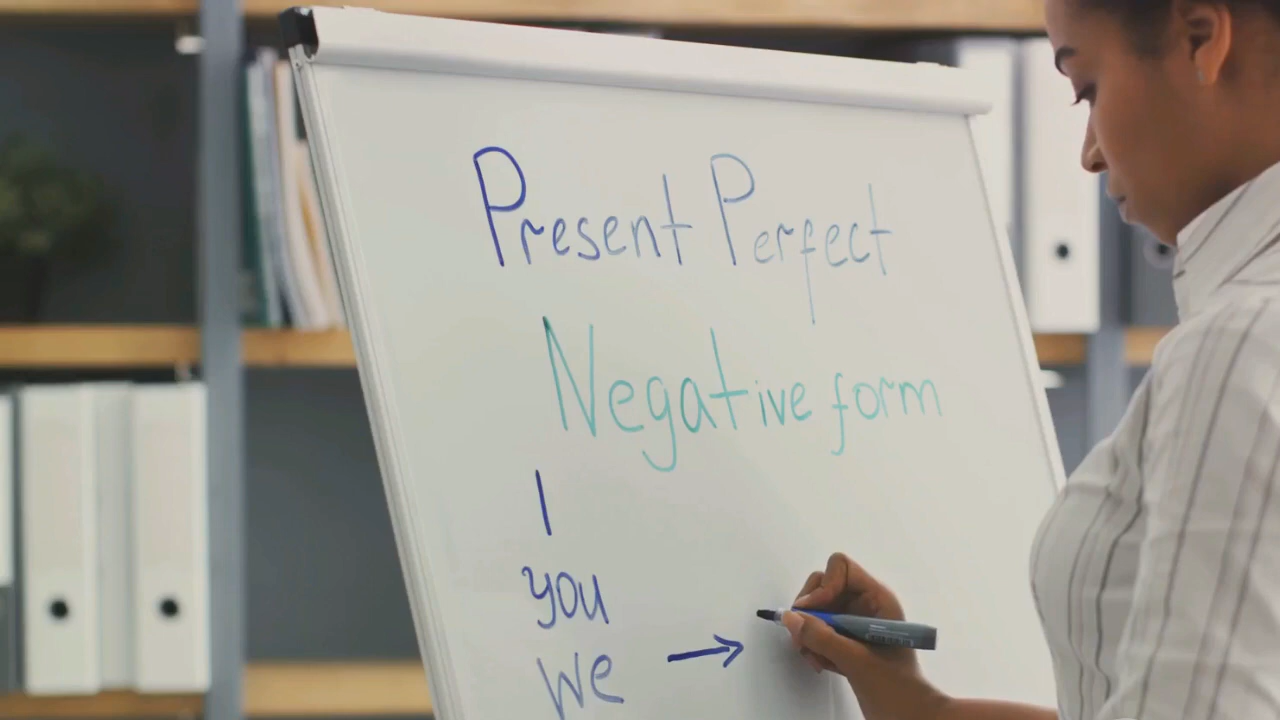 Present Perfect
Negative form
I
you
We →